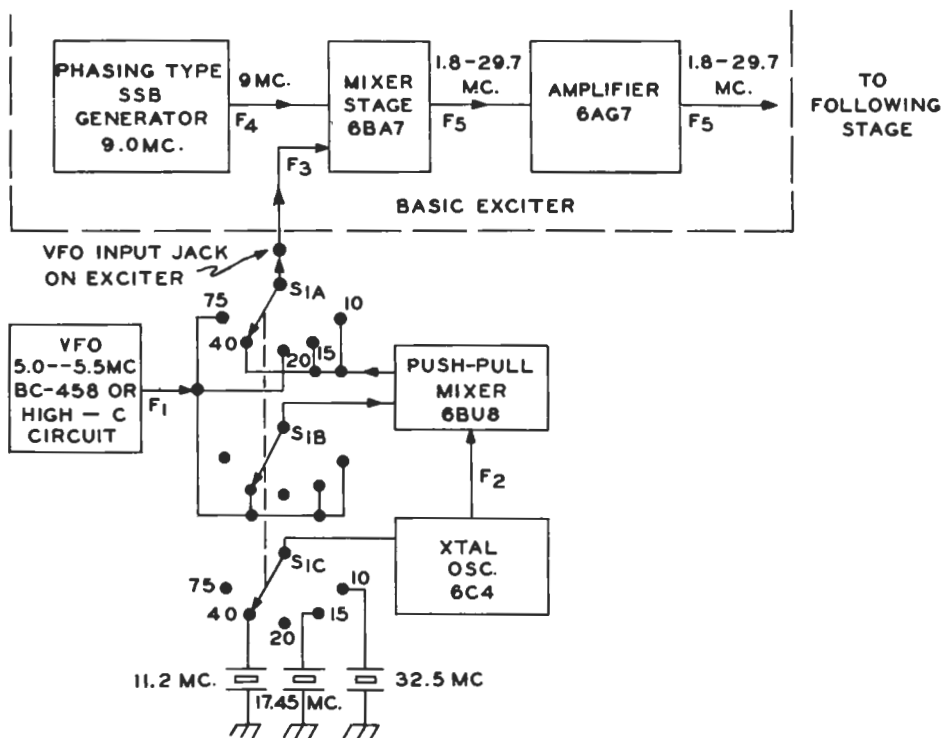 PHASING TYPE
SSB
GENERATOR
9.0MC.
9MC.
F4
MIXER
STAGE
6BA7
1.8-29.7
MC.
F5
AMPLIFIER
6AG7
1.8-29.7
MC.
F5
TO
FOLLOWING
STAGE
F3
BASIC EXCITER
VFO INPUT JACK
ON EXCITER
S1A
75
40
20
15
10
VFO
5.0--5.5MC
BC-458 OR
HIGH - C
CIRCUIT
F1
PUSH-PULL
MIXER
6BU8
S1B
F2
XTAL
OSC.
6C4
S1C
75
40
20
15
10
11.2 MC.
17.45 MC.
32.5 MC